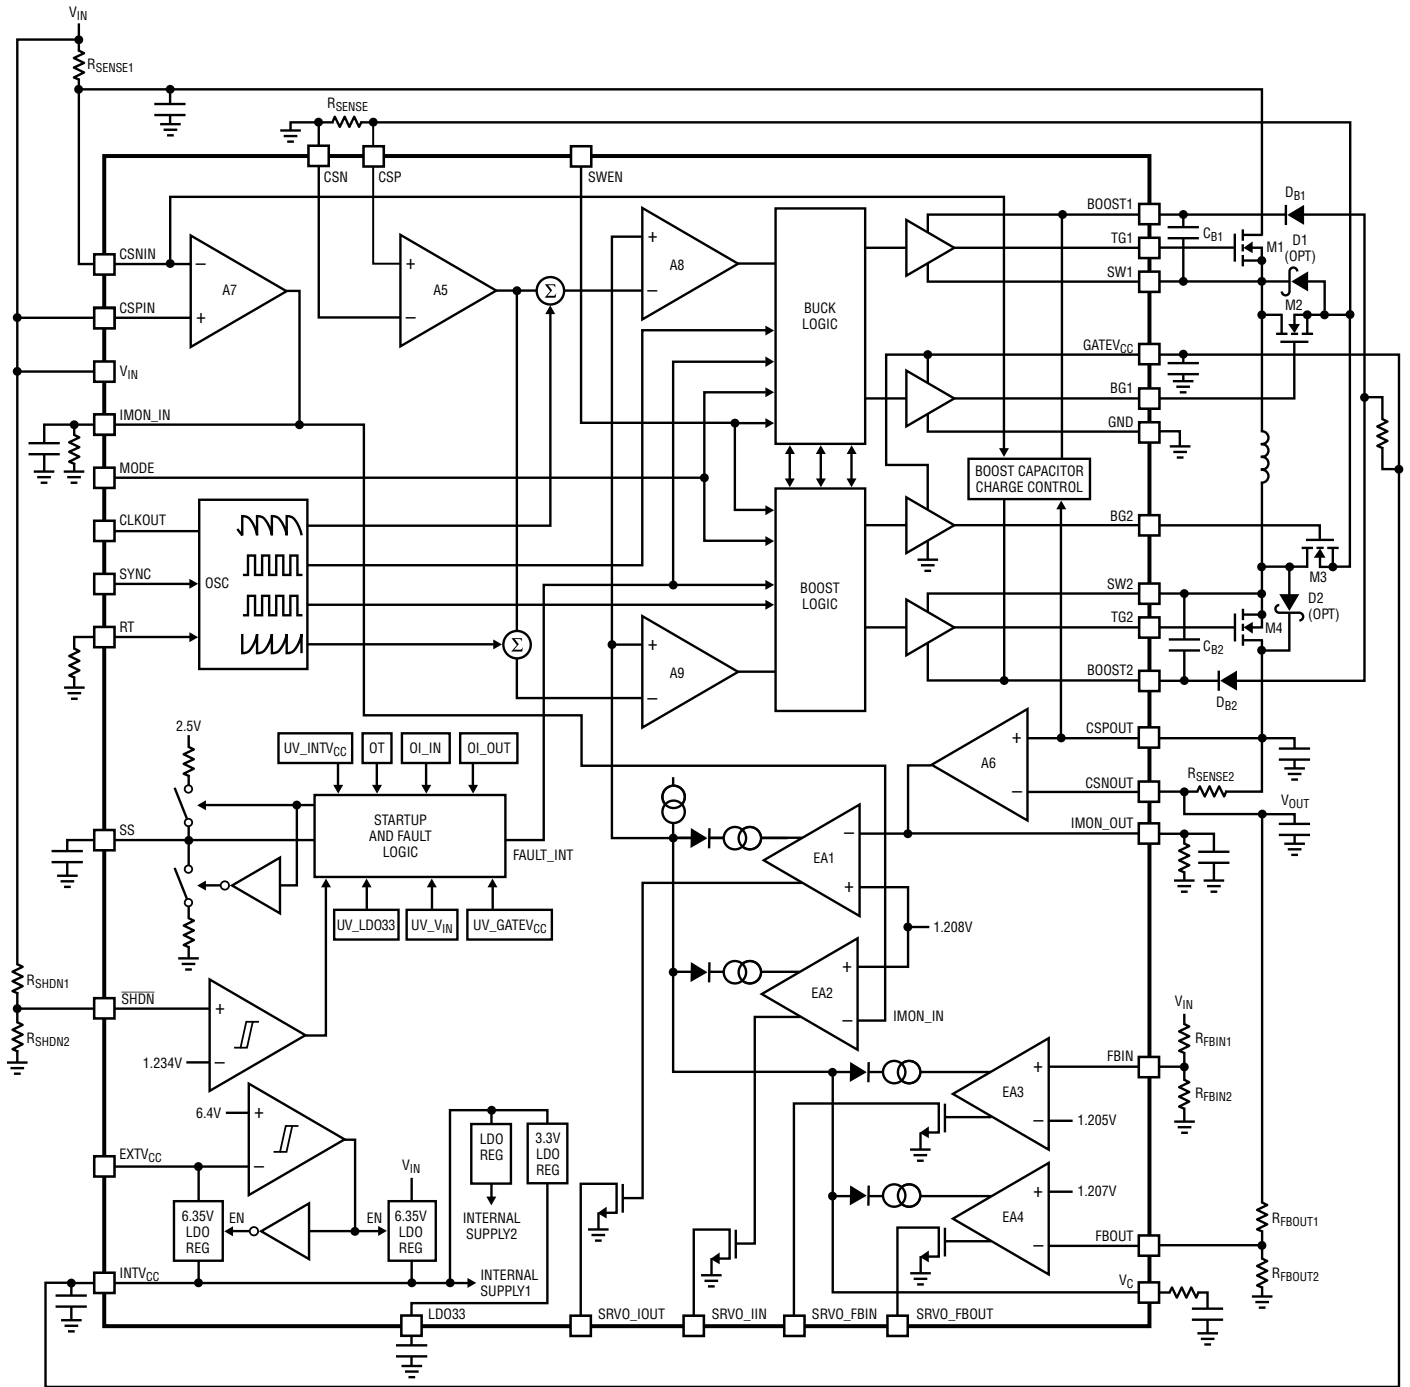 VIN
RSENSE1
RSENSE
CSN
CSP
SWEN
CSNIN
CSPIN
VIN
IMON_IN
MODE
CLKOUT
SYNC
RT
A7
A5
Σ
A8
BUCK
LOGIC
BOOST1
TG1
SW1
GATEVCC
BG1
GND
BOOST CAPACITOR
CHARGE CONTROL
DB1
CB1
M1
D1
(OPT)
M2
OSC
Σ
A9
BOOST
LOGIC
BG2
SW2
TG2
BOOST2
M3
D2
(OPT)
M4
CB2
DB2
2.5V
UV_INTVCC
OT
OI_IN
OI_OUT
STARTUP
AND FAULT
LOGIC
FAULT_INT
SS
UV_LDO33
UV_VIN
UV_GATEVCC
A6
+
−
CSPOUT
CSNOUT
RSENSE2
VOUT
IMON_OUT
EA1
1.208V
EA2
IMON_IN
RSHDN1
SHDN
RSHDN2
1.234V
6.4V
EXTVCC
VIN
6.35V
LDO
REG
EN
EN
6.35V
LDO
REG
LDO
REG
3.3V
LDO
REG
INTERNAL
SUPPLY2
INTVCC
INTERNAL
SUPPLY1
EA3
FBIN
1.205V
VIN
RFBIN1
RFBIN2
EA4
1.207V
FBOUT
RFBOUT1
RFBOUT2
VC
LDO33
SRVO_IOUT
SRVO_IIN
SRVO_FBIN
SRVO_FBOUT